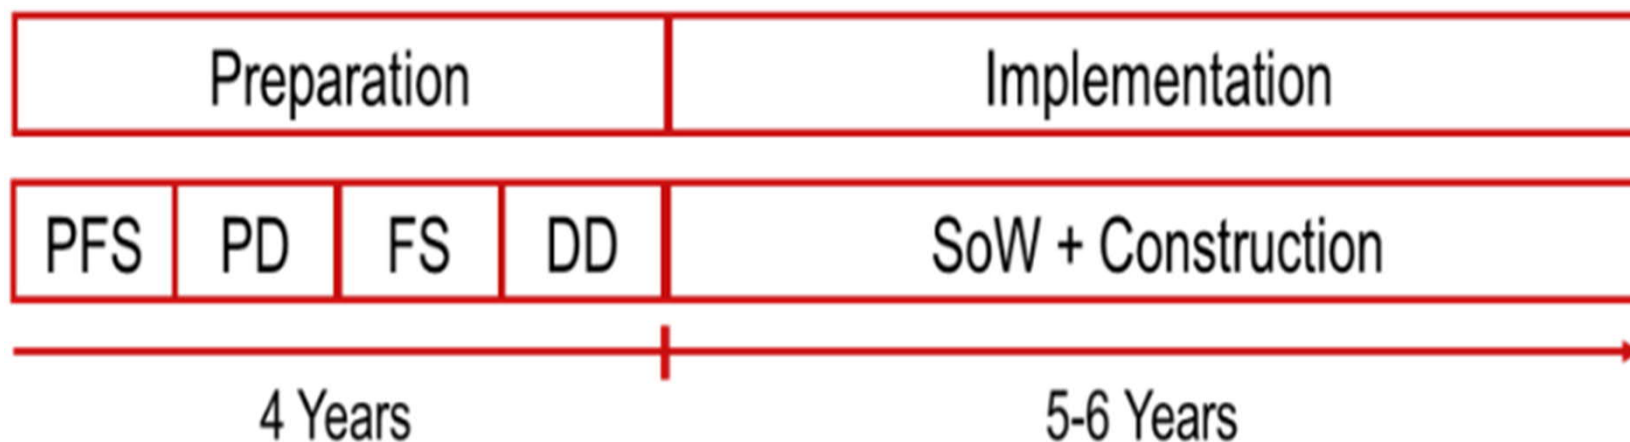 Preparation Implementation
PFS PD FS DD SoW + Construction
4 Years 5-6 Years